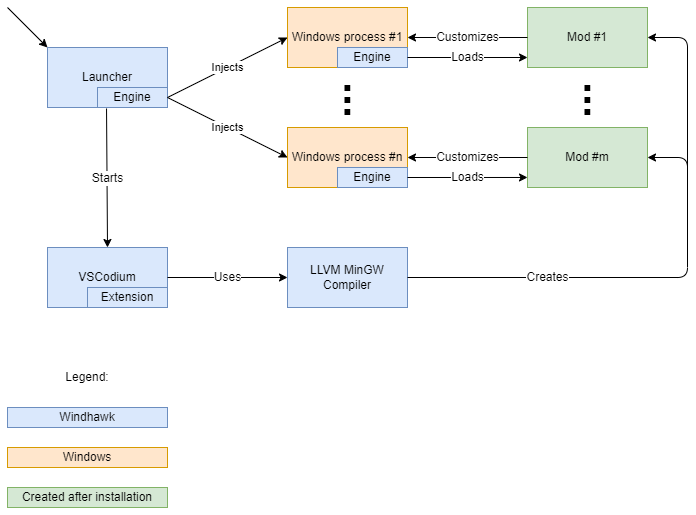 Launcher
Engine
Injects
Injects
Starts
Windows process #1
Engine
Customizes
Loads
Mod #1
Windows process #n
Engine
Customizes
Loads
Mod #m
VSCodium
Extension
Uses
LLVM MinGW
Compiler
Creates
Legend:
Windhawk
Windows
Created after installation